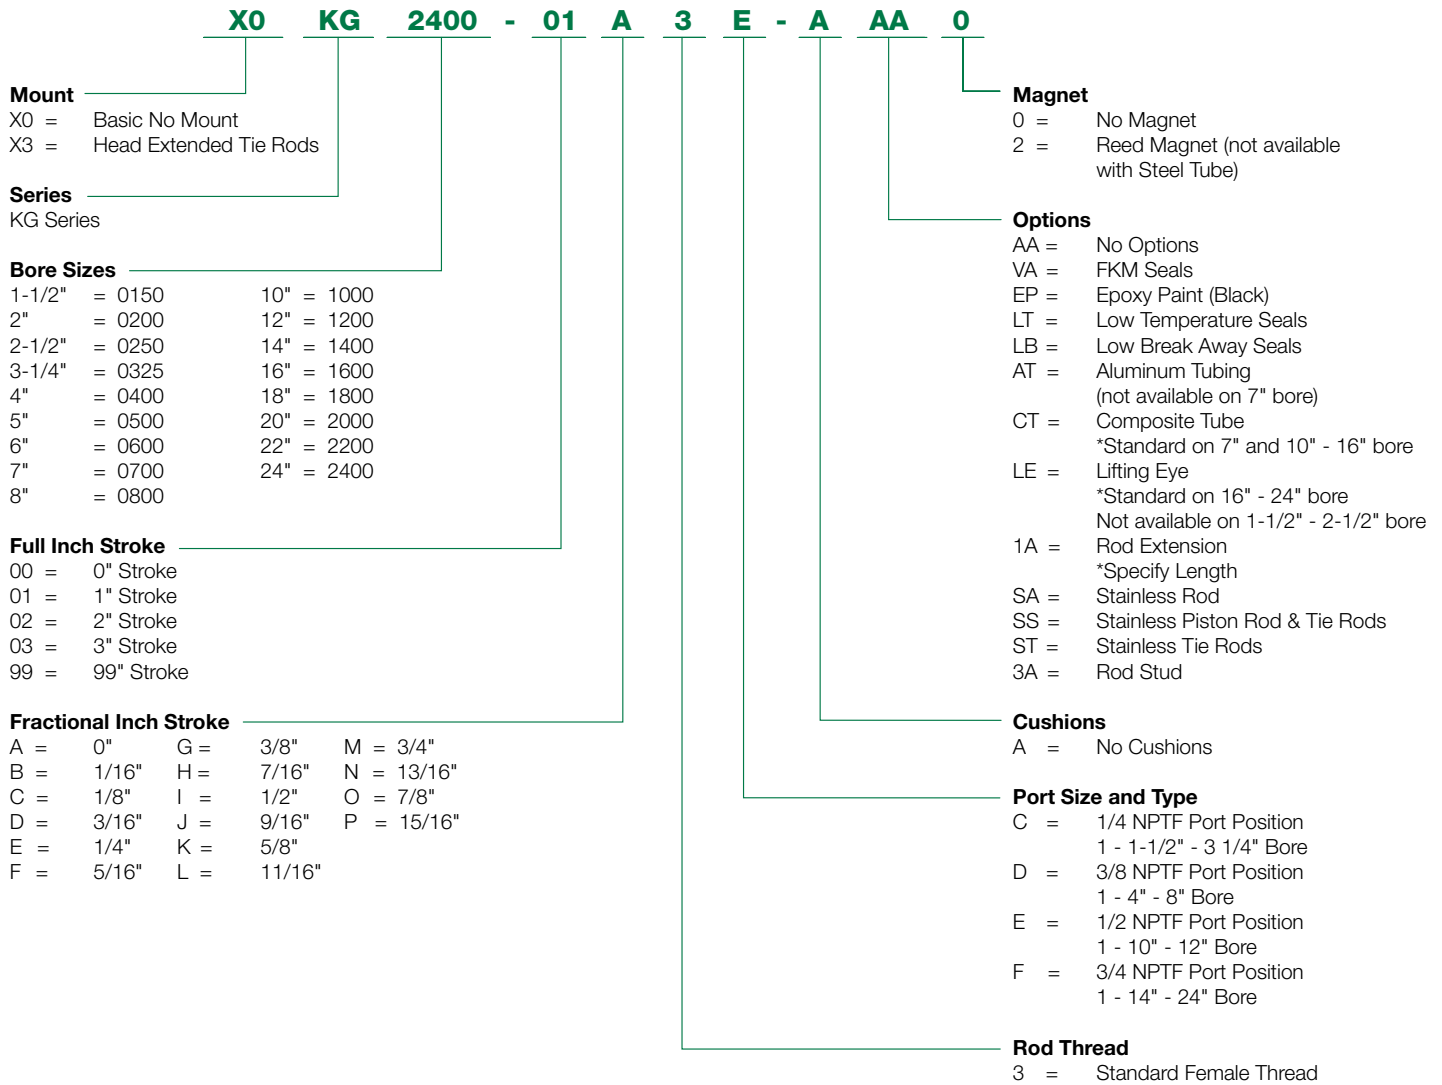 X0 KG 2400 - 01 A 3 E - A AA 0
Mount
X0 = Basic No Mount
X3 = Head Extended Tie Rods
Series
KG Series
Bore Sizes
1-1/2" = 0150 10" = 1000
2" = 0200 12" = 1200
2-1/2" = 0250 14" = 1400
3-1/4" = 0325 16" = 1600
4" = 0400 18" = 1800
5" = 0500 20" = 2000
6" = 0600 22" = 2200
7" = 0700 24" = 2400
8" = 0800
Full Inch Stroke
00 = 0" Stroke
01 = 1" Stroke
02 = 2" Stroke
03 = 3" Stroke
99 = 99" Stroke
Fractional Inch Stroke
A = 0" G = 3/8" M = 3/4"
B = 1/16" H = 7/16" N = 13/16"
C = 1/8" I = 1/2" O = 7/8"
D = 3/16" J = 9/16" P = 15/16"
E = 1/4" K = 5/8"
F = 5/16" L = 11/16"
Magnet
0 = No Magnet
2 = Reed Magnet (not available
with Steel Tube)
Options
AA = No Options
VA = FKM Seals
EP = Epoxy Paint (Black)
LT = Low Temperature Seals
LB = Low Break Away Seals
AT = Aluminum Tubing
(not available on 7" bore)
CT = Composite Tube
*Standard on 7" and 10" - 16" bore
LE = Lifting Eye
*Standard on 16" - 24" bore
Not available on 1-1/2" - 2-1/2" bore
1A = Rod Extension
*Specify Length
SA = Stainless Rod
SS = Stainless Piston Rod & Tie Rods
ST = Stainless Tie Rods
3A = Rod Stud
Cushions
A = No Cushions
Port Size and Type
C = 1/4 NPTF Port Position
1 - 1-1/2" - 3 1/4" Bore
D = 3/8 NPTF Port Position
1 - 4" - 8" Bore
E = 1/2 NPTF Port Position
1 - 10" - 12" Bore
F = 3/4 NPTF Port Position
1 - 14" - 24" Bore
Rod Thread
3 = Standard Female Thread